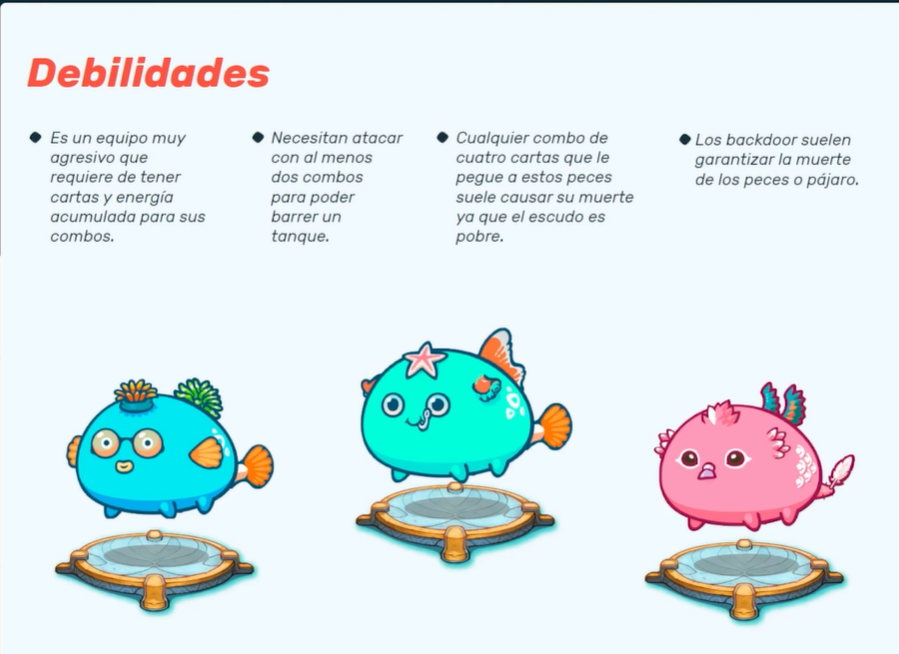 Debilidades
Es un equipo muy
agresivo que
requiere de tener
cartas y energía
acumulada para sus
combos.
Necesitan atacar
con al menos
dos combos
para poder
barrer un
tanque.
Cualquier combo de
cuatro cartas que le
pegue a estos peces
suele causar su muerte
ya que el escudo es
pobre.
Los backdoor suelen
garantizar la muerte
de los peces o pájaro.